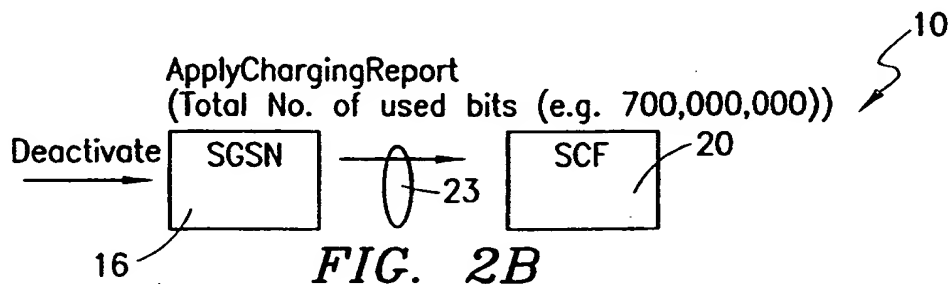 10
ApplyChargingReport
(Total No. of used bits (e.g. 700,000,000))
Deactivate
SGSN
SCF
20
23
16
FIG. 2B